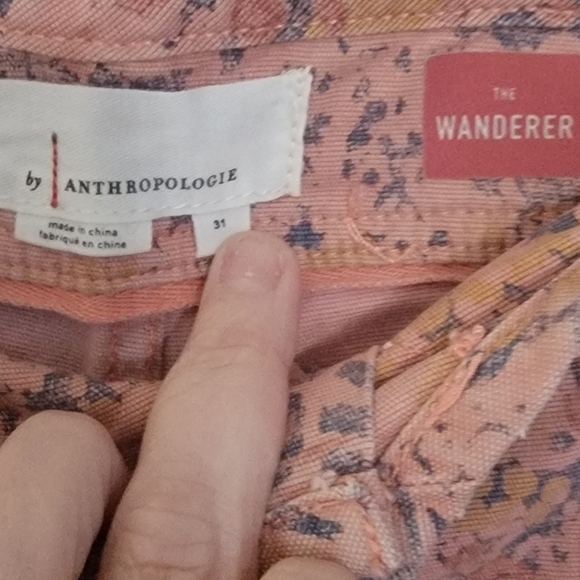 by ANTHROPOLOGIE
made in china
fabriqué en chine
31
THE
WANDERER